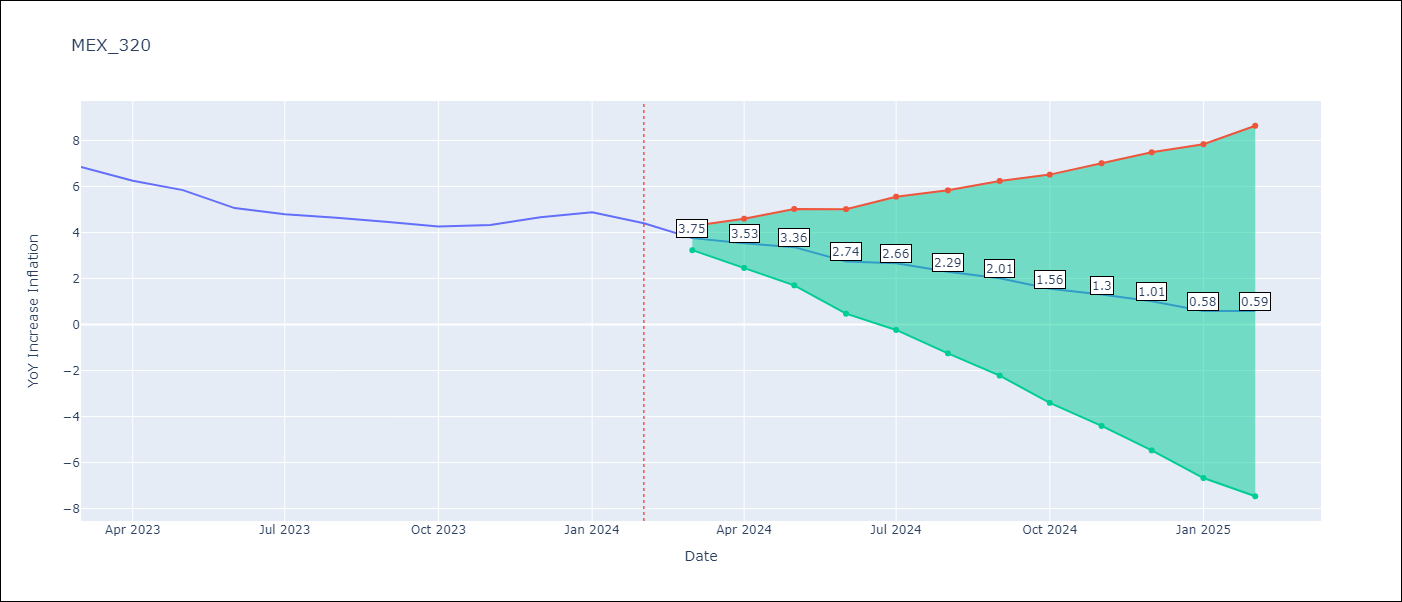 MEX_320
YoY Increase Inflation
8
6
4
2
0
−2
−4
−6
−8
3.75
3.53
3.36
2.74
2.66
2.29
2.01
1.56
1.3
1.01
0.58
0.59
Apr 2023
Jul 2023
Oct 2023
Jan 2024
Apr 2024
Jul 2024
Oct 2024
Jan 2025
Date